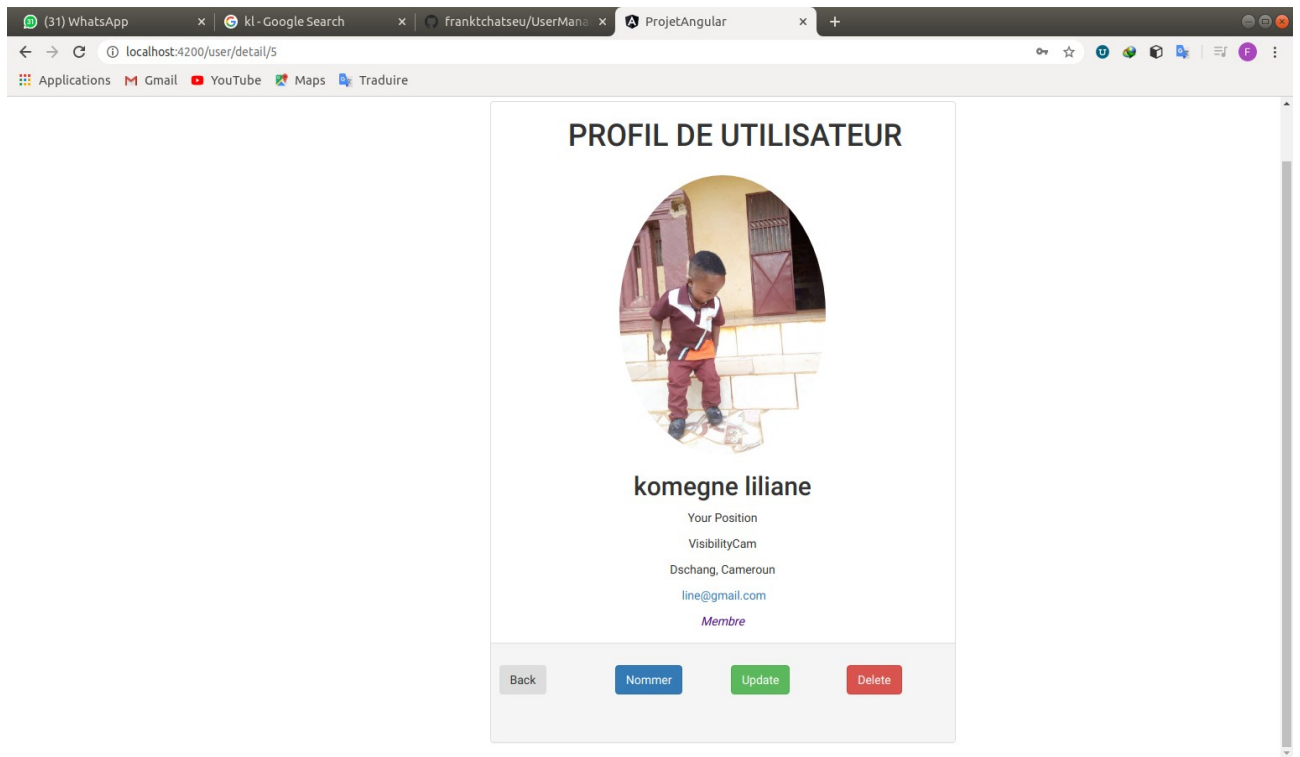 (31) WhatsApp
kl - Google Search
franktchatseu/UserMana
ProjetAngular
localhost:4200/user/detail/5
Applications
Gmail
YouTube
Maps
Traduire
F
PROFIL DE UTILISATEUR
komegne liliane
Your Position
VisibilityCam
Dschang, Cameroun
line@gmail.com
Membre
Back
Nommer
Update
Delete